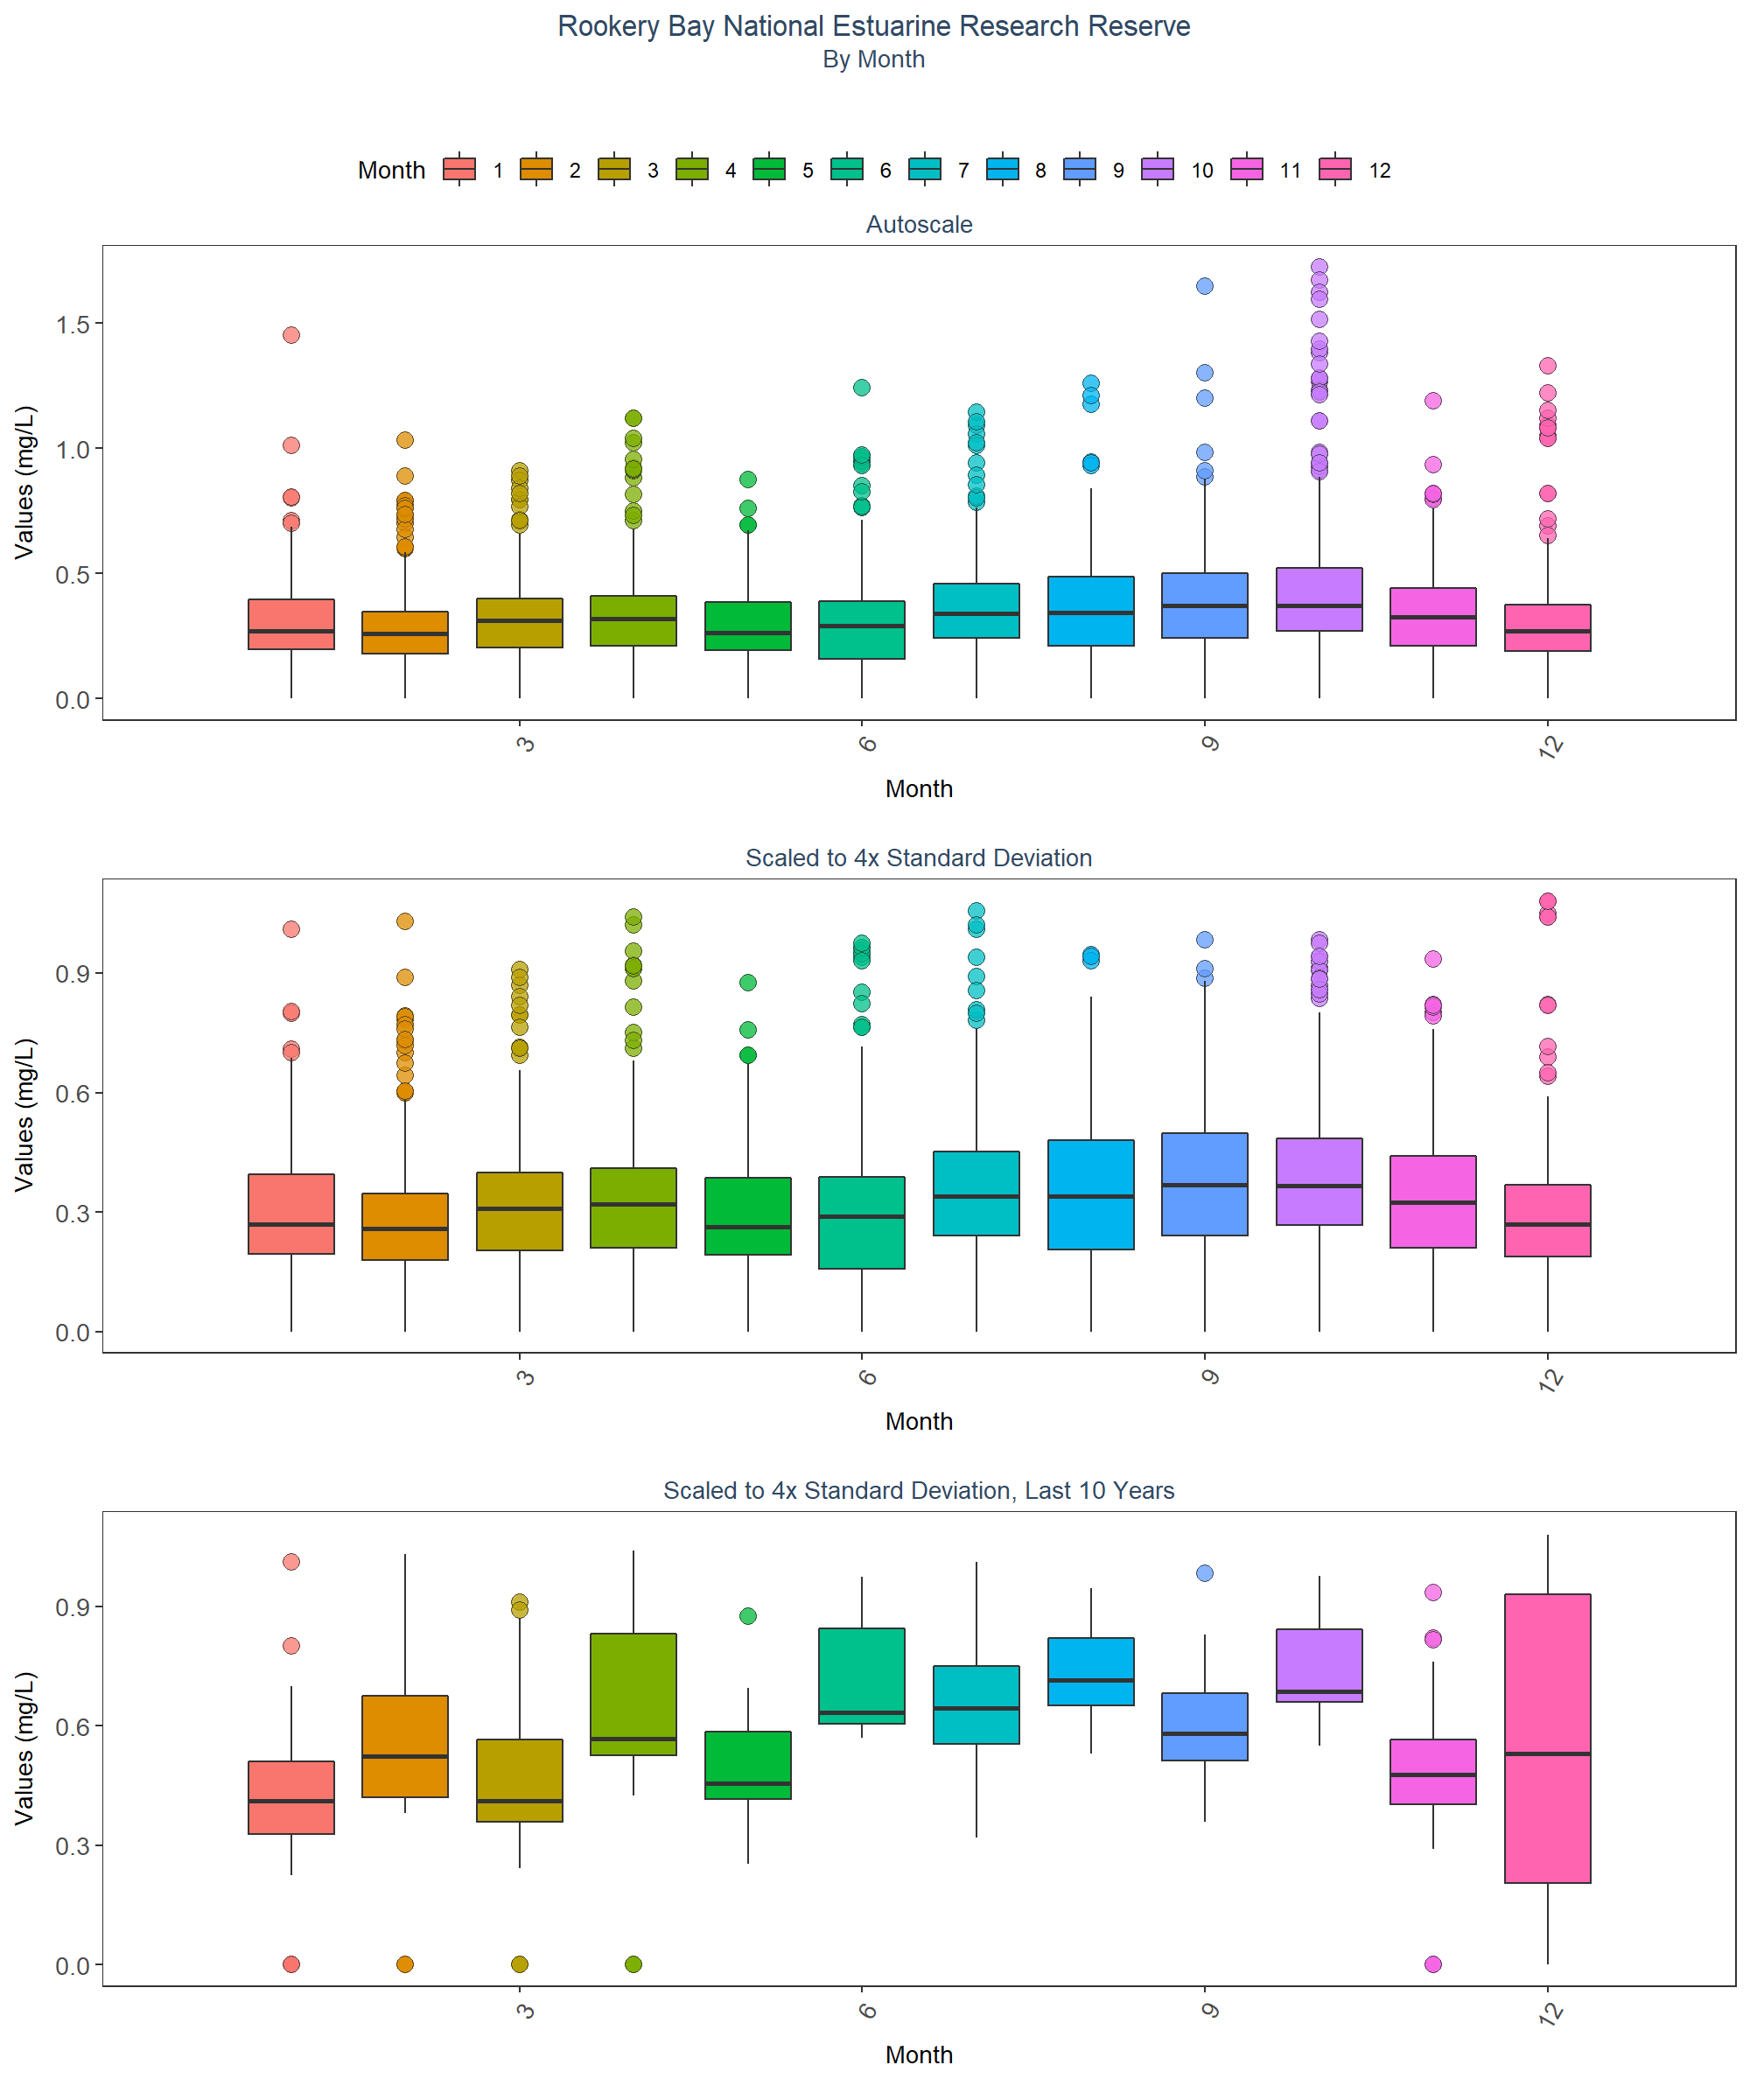 Rookery Bay National Estuarine Research Reserve
By Month
Month 1 2 3 4 5 6 7 8 9 10 11 12
Autoscale
Values (mg/L)
1.5
1.0
0.5
0.0
3 6 9 12
Month
Scaled to 4x Standard Deviation
Values (mg/L)
0.9
0.6
0.3
0.0
3 6 9 12
Month
Scaled to 4x Standard Deviation, Last 10 Years
Values (mg/L)
0.9
0.6
0.3
0.0
3 6 9 12
Month